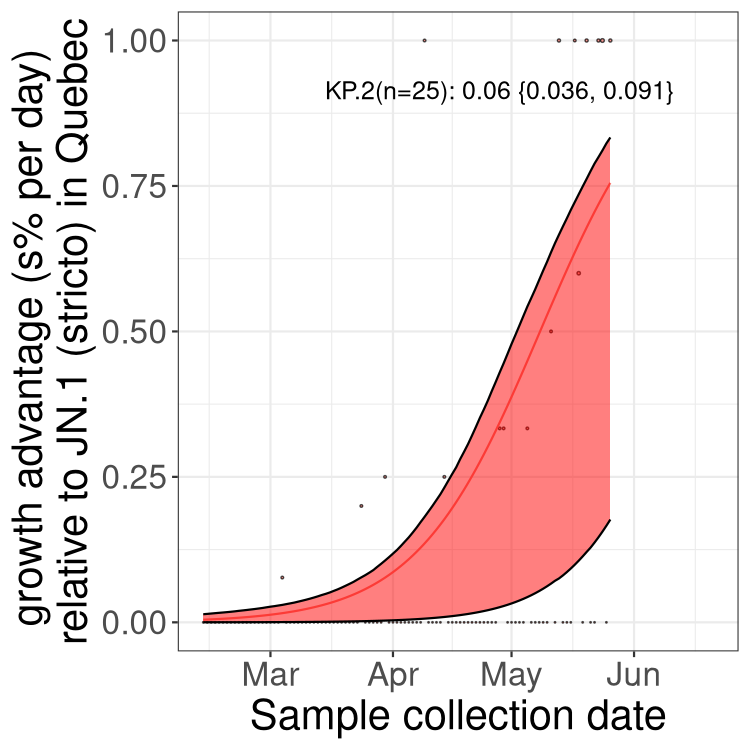 growth advantage (s% per day)
relative to JN.1 (stricto) in Quebec
1.00
0.75
0.50
0.25
0.00
KP.2(n=25): 0.06 {0.036, 0.091}
Mar Apr May Jun
Sample collection date